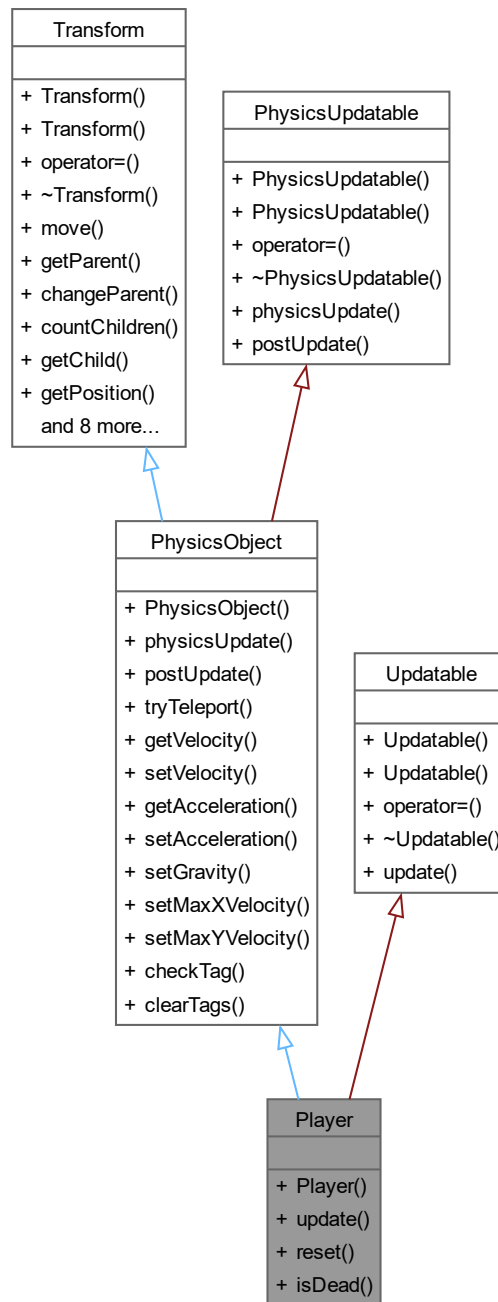 Transform
+ Transform()
+ Transform()
+ operator=()
+ ~Transform()
+ move()
+ getParent()
+ changeParent()
+ countChildren()
+ getChild()
+ getPosition()
and 8 more...
PhysicsUpdatable
+ PhysicsUpdatable()
+ PhysicsUpdatable()
+ operator=()
+ ~PhysicsUpdatable()
+ physicsUpdate()
+ postUpdate()
PhysicsObject
+ PhysicsObject()
+ physicsUpdate()
+ postUpdate()
+ tryTeleport()
+ getVelocity()
+ setVelocity()
+ getAcceleration()
+ setAcceleration()
+ setGravity()
+ setMaxXVelocity()
+ setMaxYVelocity()
+ checkTag()
+ clearTags()
Updatable
+ Updatable()
+ Updatable()
+ operator=()
+ ~Updatable()
+ update()
Player
+ Player()
+ update()
+ reset()
+ isDead()